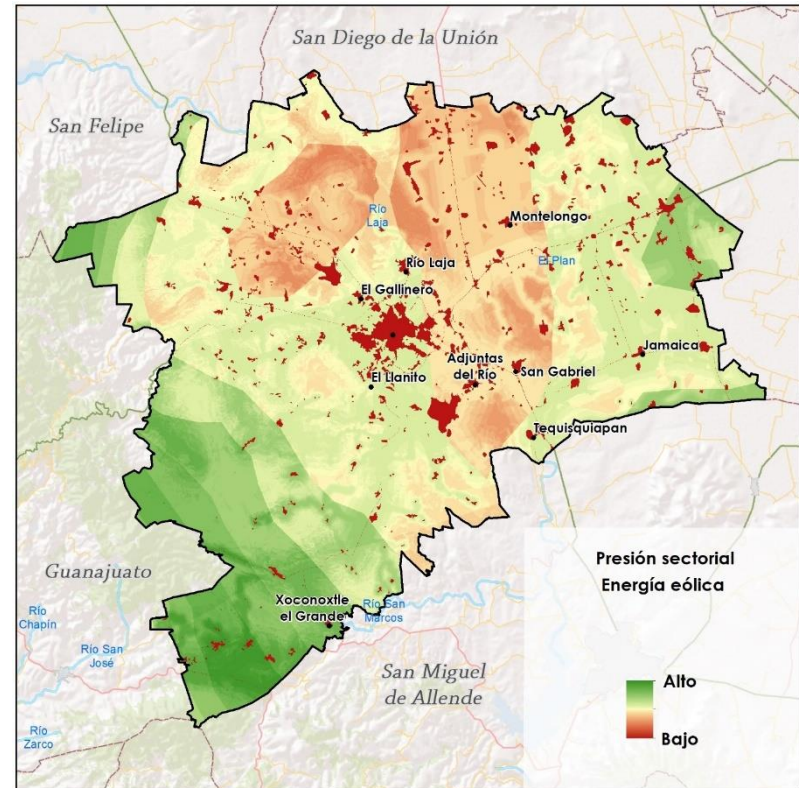 San Diego de la Unión
San Felipe
Río
Laja
Montelongo
El Plan
Río Laja
El Gallinero
Jamaica
Adjuntas
del Río
San Gabriel
El Llanito
Tequisquiapan
Presión sectorial
Energía eólica
Guanajuato
Xoconoxtle
el Grande
Río San
Marcos
Río
Chapín
Río San
José
San Miguel
de Allende
Alto
Bajo
Río
Zarco